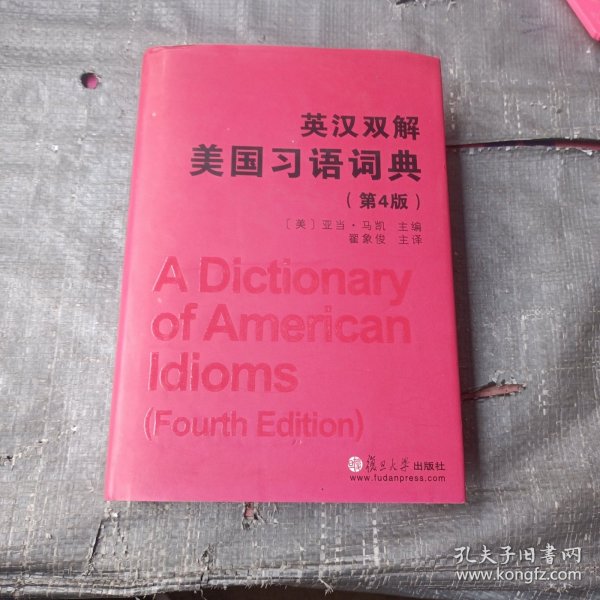 英汉双解
美国习语词典
（第4版）
［美］亚当·马凯 主编
翟象俊 主译
A Dictionary
of American
Idioms
(Fourth Edition)
復旦大學出版社
www.fudanpress.com
孔夫子旧书网
www.kongfz.com